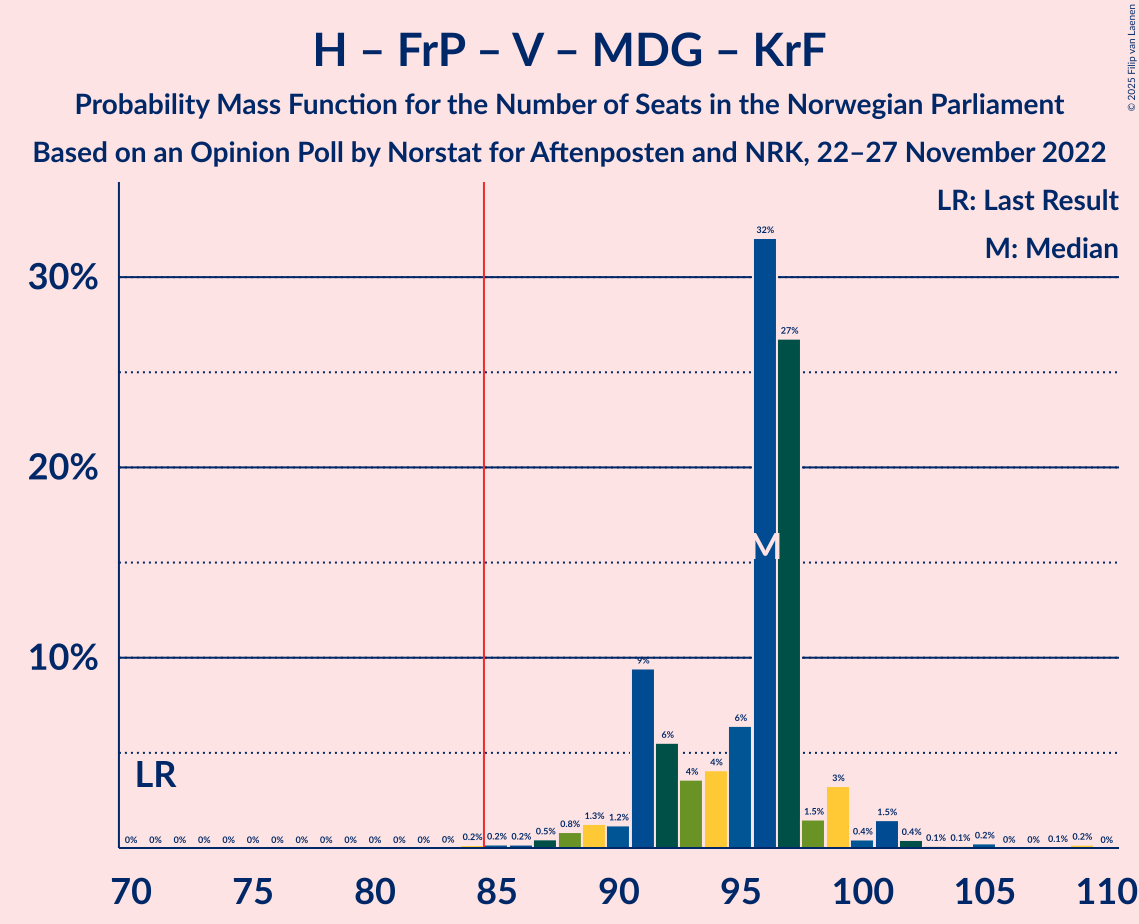 H – FrP – V – MDG – KrF
Probability Mass Function for the Number of Seats in the Norwegian Parliament
Based on an Opinion Poll by Norstat for Aftenposten and NRK, 22–27 November 2022
© 2025 Filip van Laenen
LR: Last Result
M: Median
30%
20%
10%
LR
M
0% 0% 0% 0% 0% 0% 0% 0% 0% 0% 0% 0% 0% 0% 0.2% 0.2% 0.2% 0.5% 0.8% 1.3% 1.2% 9% 6% 4% 4% 6% 32% 27% 1.5% 3% 0.4% 1.5% 0.4% 0.1% 0.1% 0.2% 0% 0% 0.1% 0.2% 0%
70 75 80 85 90 95 100 105 110